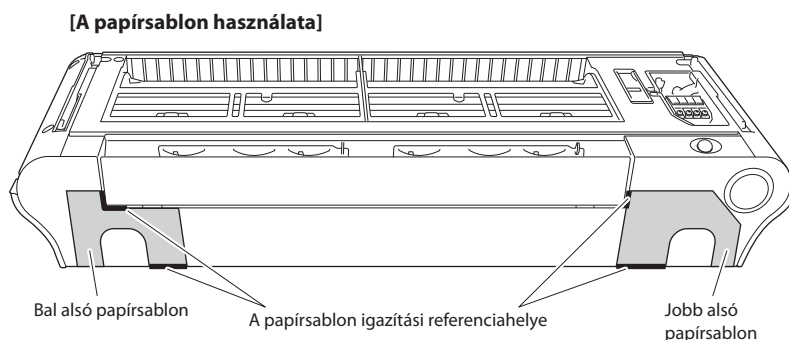 [A papírsablon használata]
Bal alsó papírsablon
A papírsablon igazítási referenciahelye
Jobb alsó
papírsablon